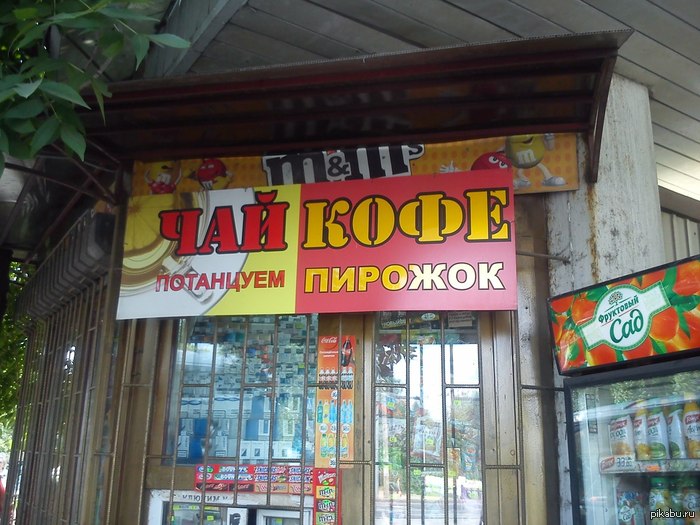 m&m's
ЧАЙ КОФЕ
ПОТАНЦУЕМ ПИРОЖОК
Фруктовый
Сад
Coca-Cola
pikabu.ru